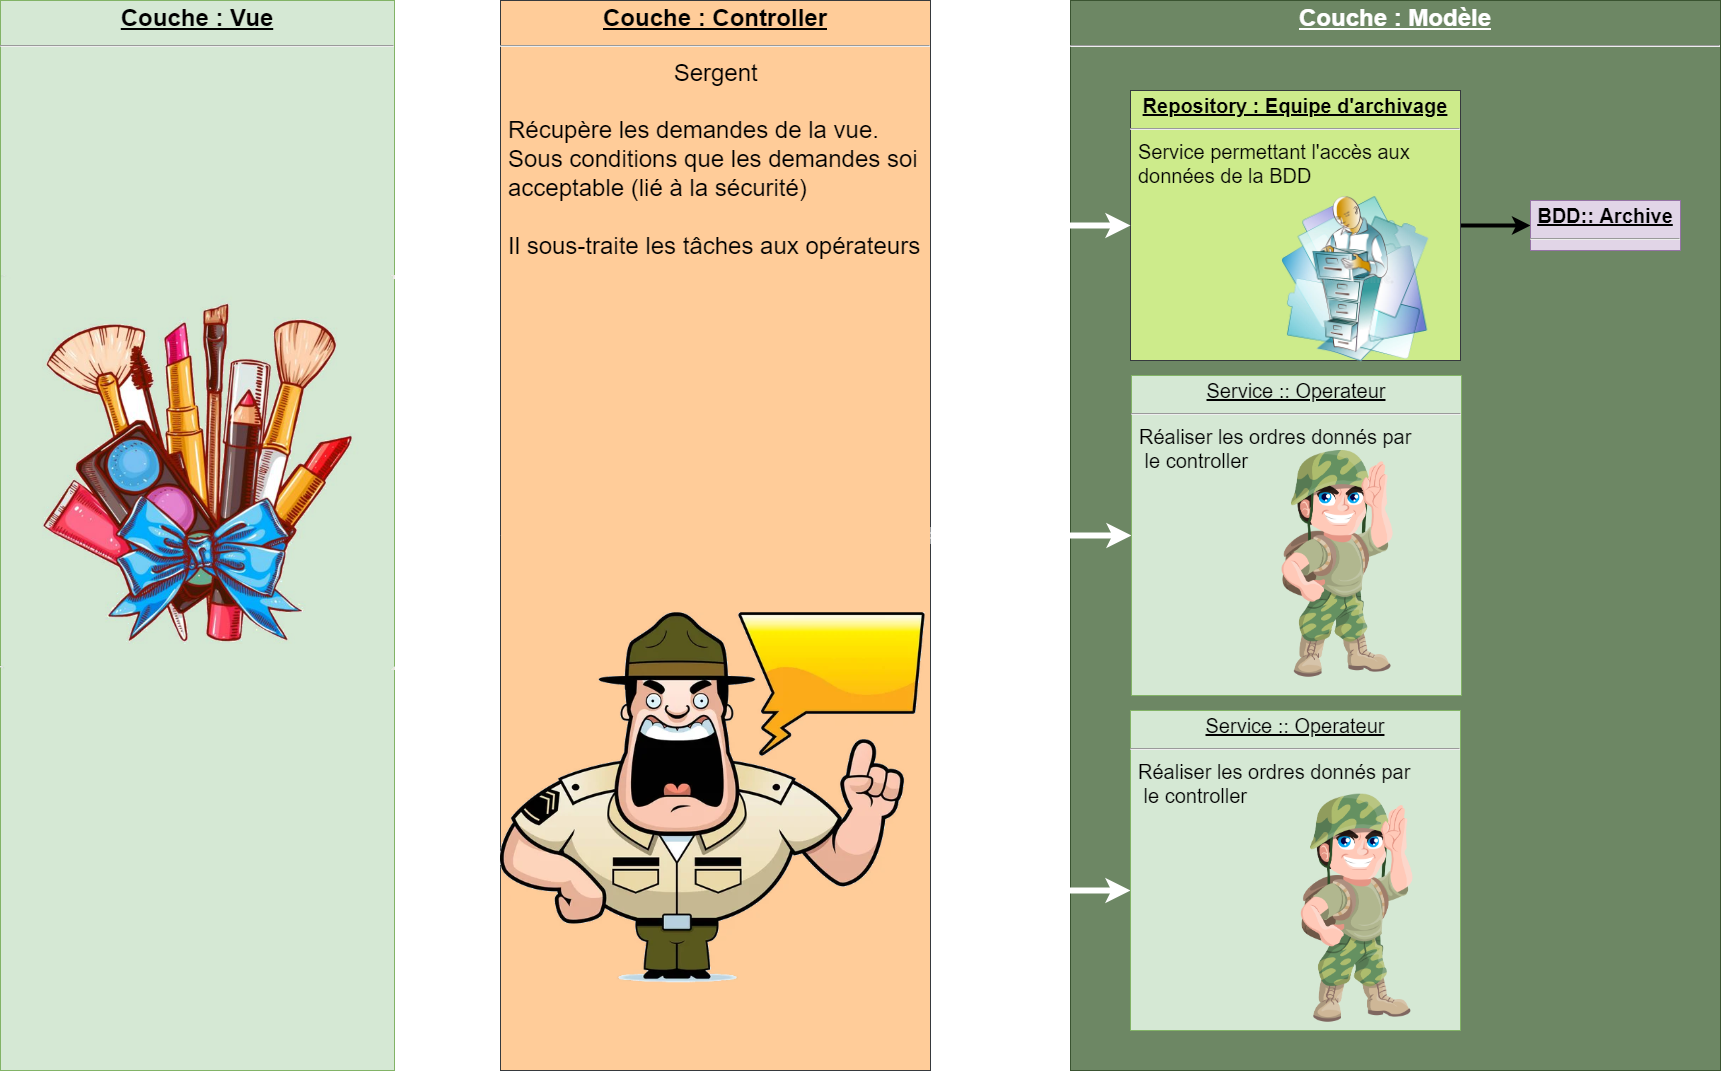 Couche : Vue
Couche : Controller
Sergent
Récupère les demandes de la vue.
Sous conditions que les demandes soi
acceptable (lié à la sécurité)
Il sous-traite les tâches aux opérateurs
Couche : Modèle
Repository : Equipe d'archivage
Service permettant l'accès aux
données de la BDD
BDD:: Archive
Service :: Operateur
Réaliser les ordres donnés par
le controller
Service :: Operateur
Réaliser les ordres donnés par
le controller